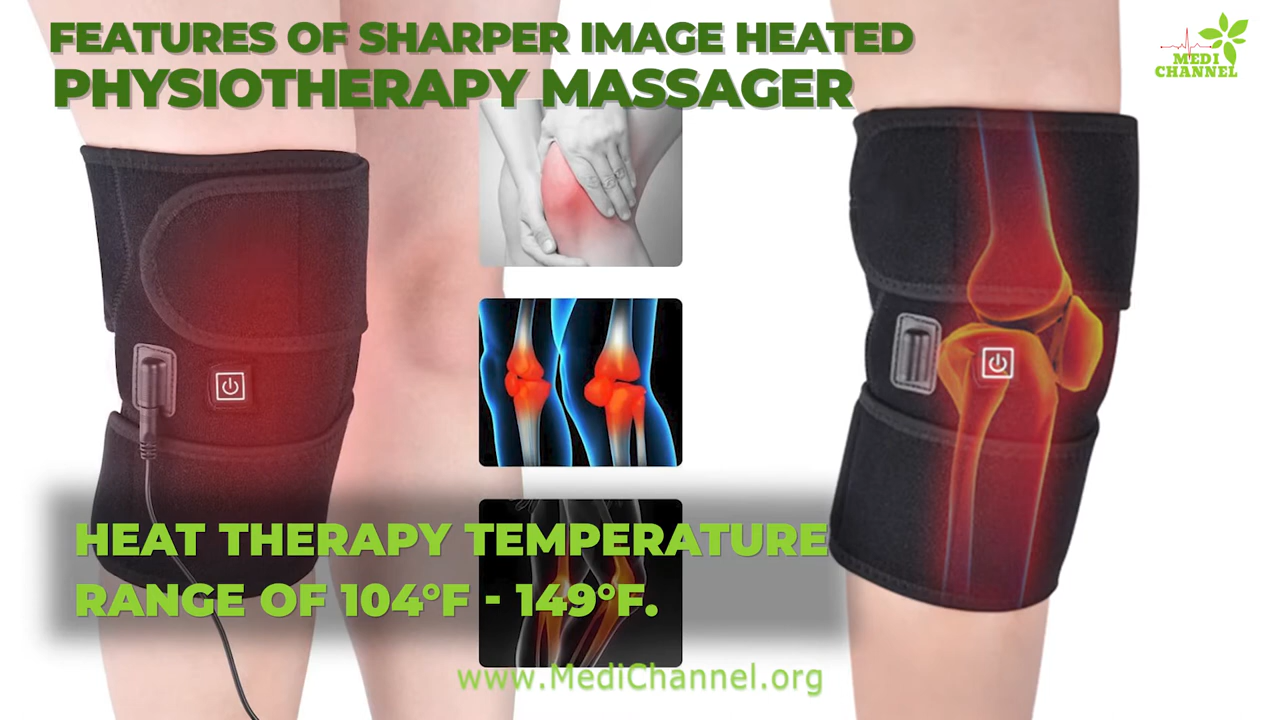 FEATURES OF SHARPER IMAGE HEATED
PHYSIOTHERAPY MASSAGER
MEDI
CHANNEL
HEAT THERAPY TEMPERATURE
RANGE OF 104°F - 149°F.
www.MediChannel.org